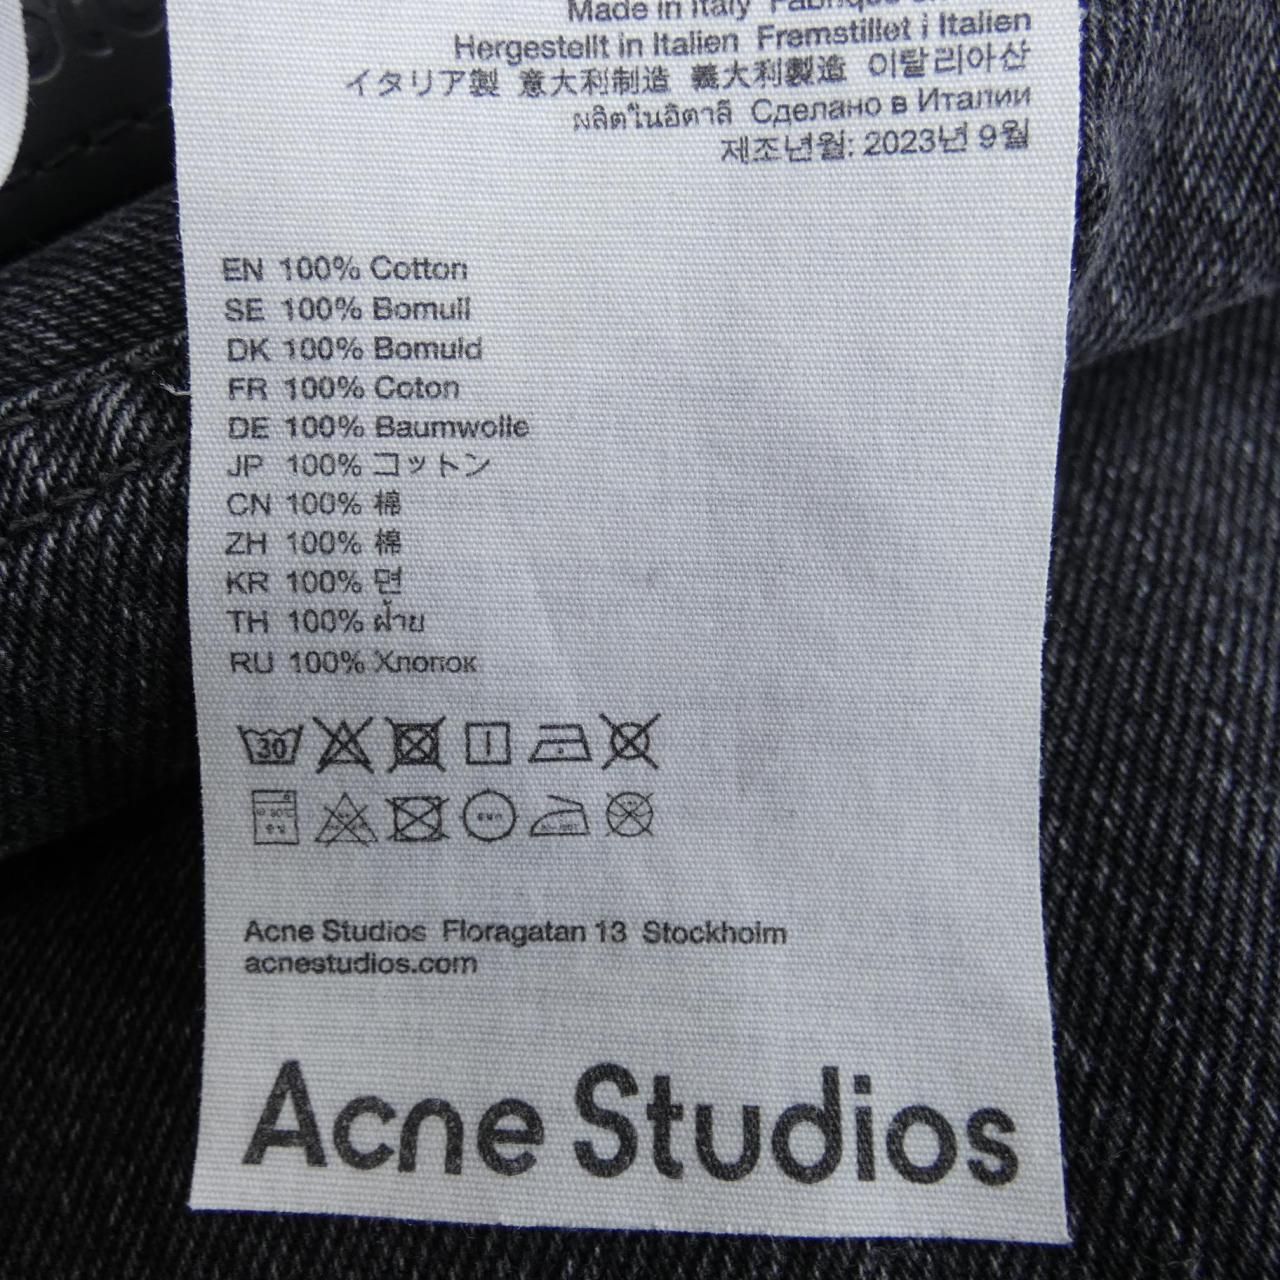 Made in Italy Fabriqué en
Hergestellt in Italien Fremstillet i Italien
イタリア製 意大利制造 義大利製造 이탈리아산
ผลิตในอิตาลี Сделано в Италии
제조년월: 2023년 9월
EN 100% Cotton
SE 100% Bomull
DK 100% Bomuld
FR 100% Coton
DE 100% Baumwolle
JP 100% コットン
CN 100% 棉
ZH 100% 棉
KR 100% 면
TH 100% ฝ้าย
RU 100% Хлопок
30
Acne Studios Floragatan 13 Stockholm
acnestudios.com
Acne Studios